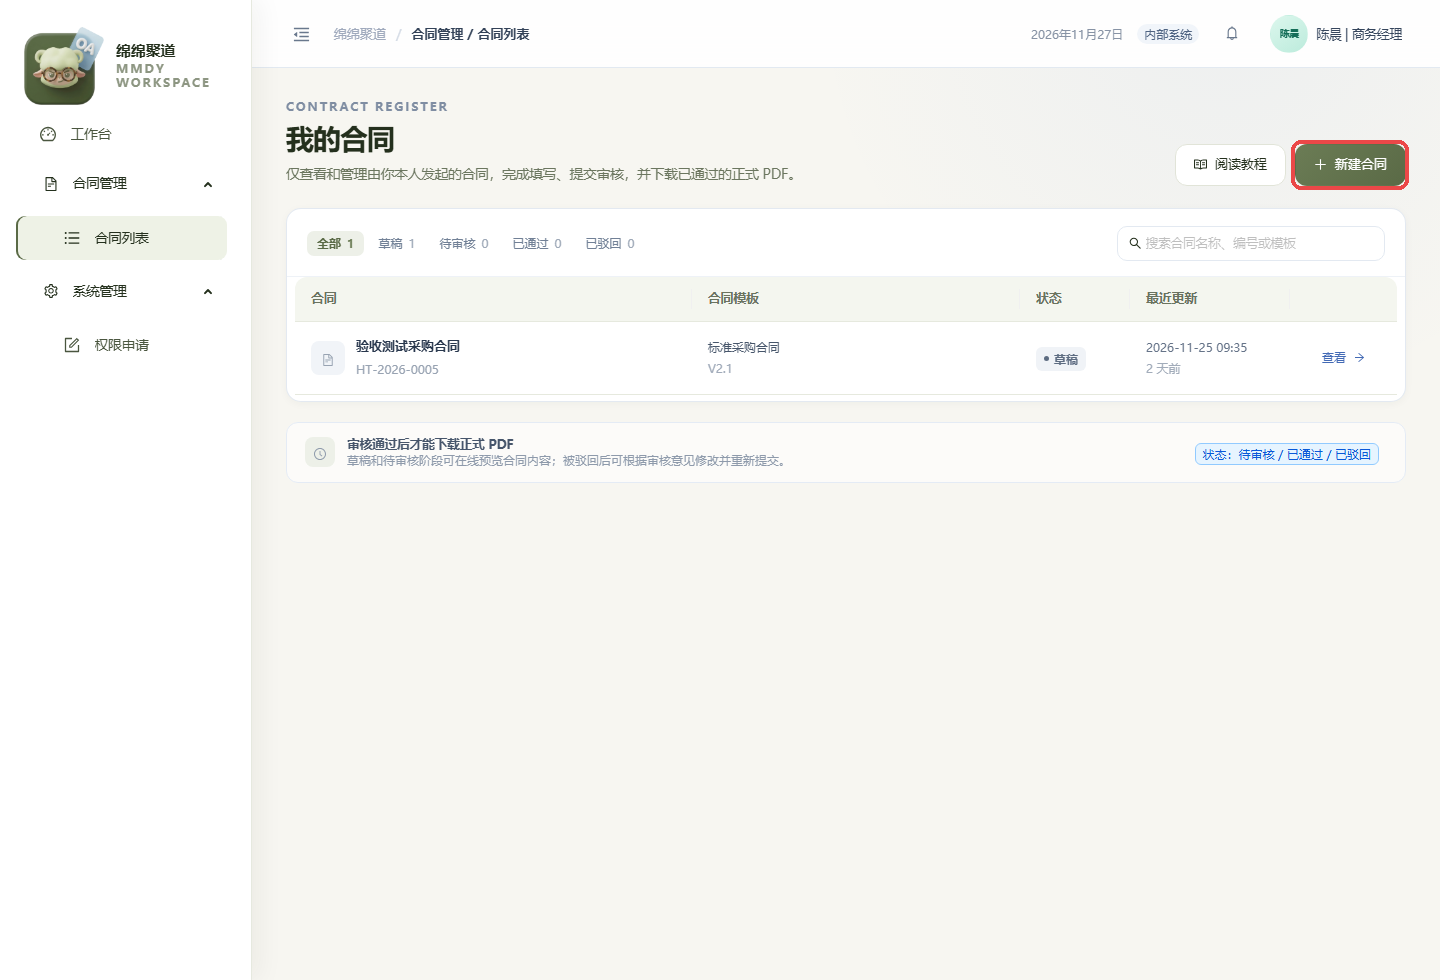 QA
绵绵聚道
MMDY
WORKSPACE
工作台
合同管理
合同列表
系统管理
权限申请
绵绵聚道 / 合同管理 / 合同列表
2026年11月27日 内部系统 陈晨 陈晨 | 商务经理
CONTRACT REGISTER
我的合同
仅查看和管理由你本人发起的合同，完成填写、提交审核，并下载已通过的正式 PDF。
阅读教程
新建合同
全部 1 草稿 1 待审核 0 已通过 0 已驳回 0
搜索合同名称、编号或模板
合同 合同模板 状态 最近更新
验收测试采购合同
HT-2026-0005
标准采购合同
V2.1
草稿
2026-11-25 09:35
2 天前
查看
审核通过后才能下载正式 PDF
草稿和待审核阶段可在线预览合同内容；被驳回后可根据审核意见修改并重新提交。
状态：待审核 / 已通过 / 已驳回